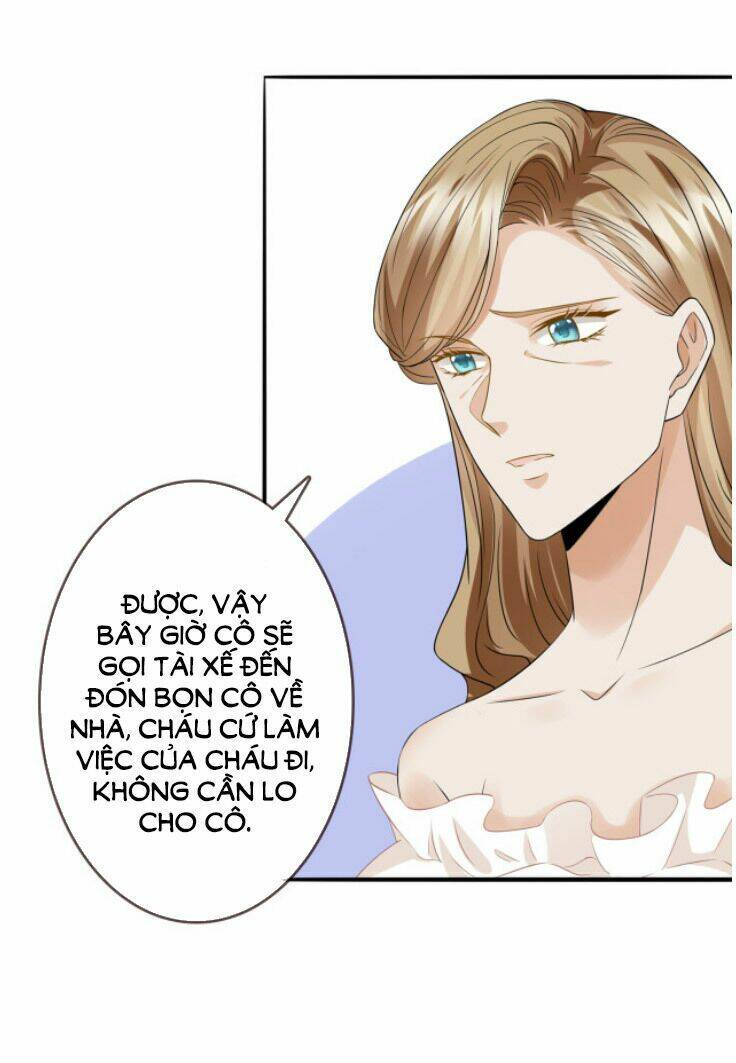 ĐƯỢC, VẬY
BÂY GIỜ CÔ SẼ
GỌI TÀI XẾ ĐẾN
ĐÓN BỌN CÔ VỀ
NHÀ, CHÁU CỨ LÀM
VIỆC CỦA CHÁU ĐI,
KHÔNG CẦN LO
CHO CÔ.